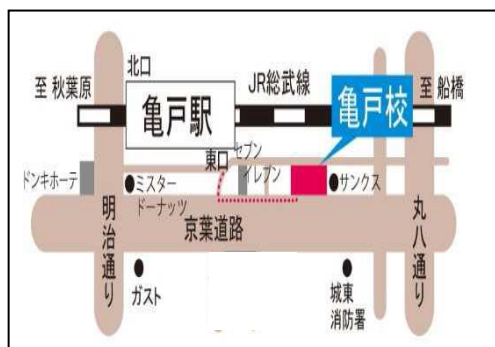 北口
至 秋葉原
JR総武線
至 船橋
亀戸駅
亀戸校
東口
セブン
イレブン
ドンキホーテ
ミスター
ドーナッツ
サンクス
京葉道路
明治通り
丸八通り
ガスト
城東
消防署